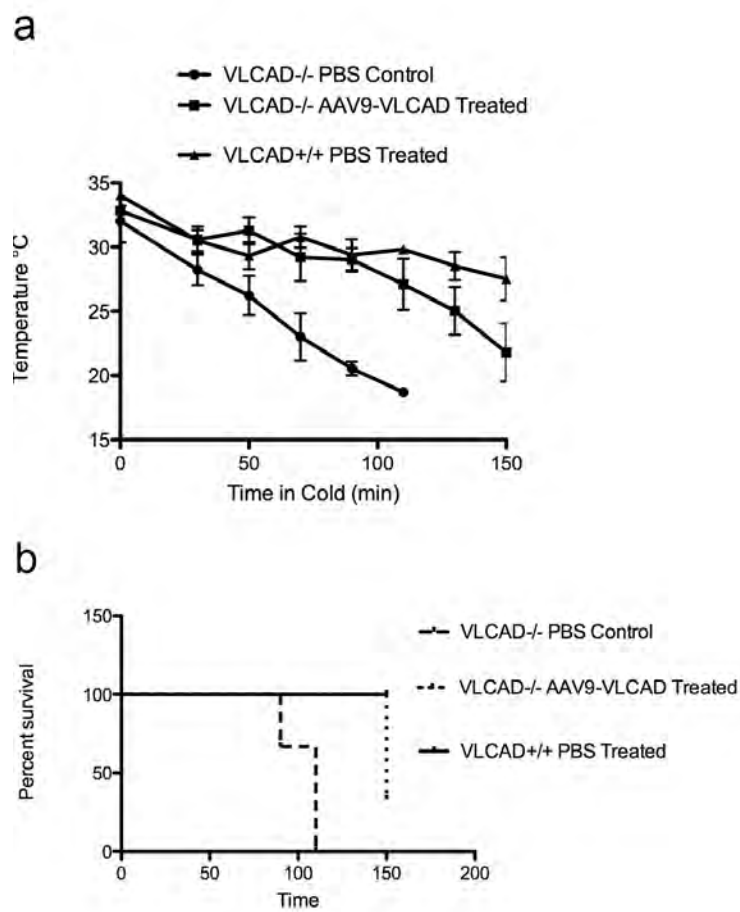 a
VLCAD-/- PBS Control
VLCAD-/- AAV9-VLCAD Treated
VLCAD+/+ PBS Treated
35
30
25
20
15
Temperature °C
0 50 100 150
Time in Cold (min)
b
150
100
50
0
Percent survival
0 50 100 150 200
Time
VLCAD-/- PBS Control
VLCAD-/- AAV9-VLCAD Treated
VLCAD+/+ PBS Treated